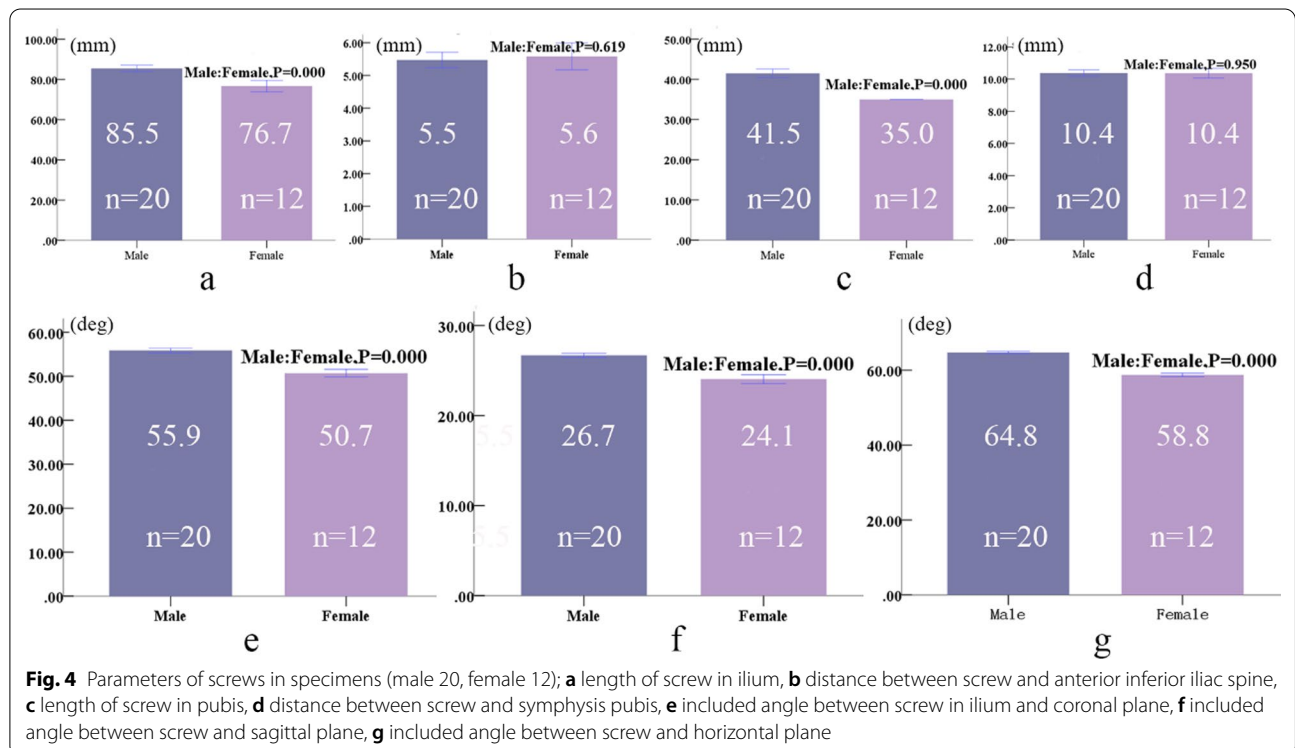 (mm)
100.00
80.00
60.00
40.00
20.00
.00
Male:Female,P=0.000
85.5
76.7
n=20
n=12
Male
Female
a
(mm)
6.00
5.00
4.00
3.00
2.00
1.00
.00
Male:Female,P=0.619
5.5
5.6
n=20
n=12
Male
Female
b
(mm)
50.00
40.00
30.00
20.00
10.00
.00
Male:Female,P=0.000
41.5
35.0
n=20
n=12
Male
Female
c
(mm)
12.00
10.00
8.00
6.00
4.00
2.00
.00
Male:Female,P=0.950
10.4
10.4
n=20
n=12
Male
Female
d
(deg)
60.00
50.00
40.00
30.00
20.00
10.00
.00
Male:Female,P=0.000
55.9
50.7
n=20
n=12
Male
Female
e
(deg)
30.00
20.00
10.00
.00
Male:Female,P=0.000
5.5
26.7
24.1
5.5
n=20
n=12
Male
Female
f
(deg)
60.00
40.00
20.00
.00
Male:Female,P=0.000
64.8
58.8
n=20
n=12
Male
Female
g
Fig. 4 Parameters of screws in specimens (male 20, female 12); a length of screw in ilium, b distance between screw and anterior inferior iliac spine,
c length of screw in pubis, d distance between screw and symphysis pubis, e included angle between screw in ilium and coronal plane, f included
angle between screw and sagittal plane, g included angle between screw and horizontal plane